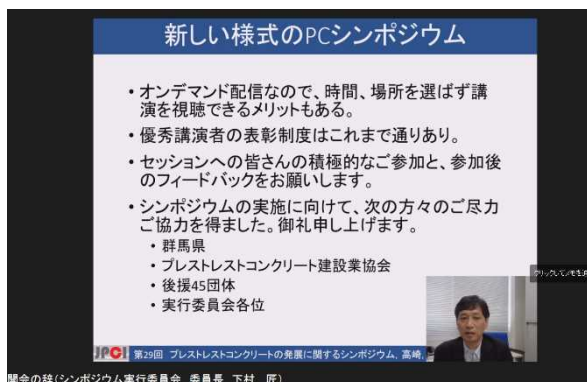 新しい様式のPCシンポジウム
• オンデマンド配信なので、時間、場所を選ばず講
演を視聴できるメリットもある。
• 優秀講演者の表彰制度はこれまで通りあり。
• セッションへの皆さんの積極的なご参加と、参加後
のフィードバックをお願いします。
• シンポジウムの実施に向けて、次の方々のご尽力
ご協力を得ました。御礼申し上げます。
• 群馬県
• プレストレストコンクリート建設業協会
• 後援45団体
• 実行委員会各位
クリックしてメモを追
JPCI 第29回 プレストレストコンクリートの発展に関するシンポジウム, 高崎,
開会の辞(シンポジウム実行委員会 委員長 下村 匠)